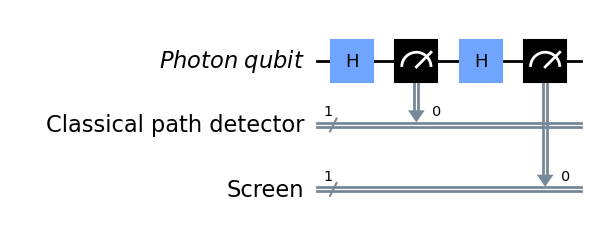 Photon qubit H H
Classical path detector 1 0
Screen 1 0